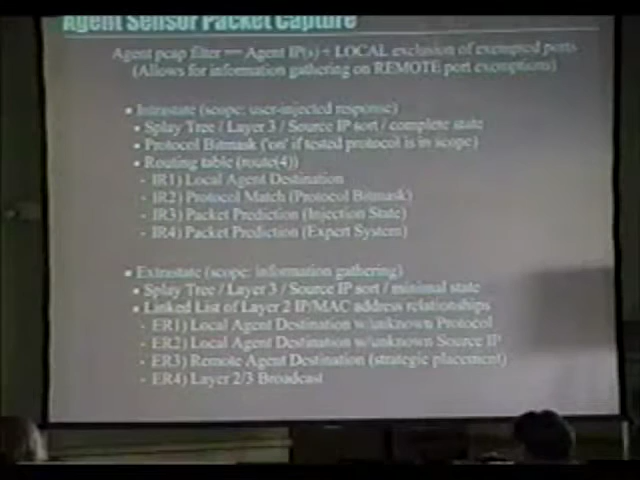 Agent Sensor Packet Capture
Agent pcap filter == Agent IP(s) + LOCAL exclusion of exempted ports
(Allows for information gathering on REMOTE port exemptions)
▪ Intrastate (scope: user-injected response)
▪ Splay Tree / Layer 3 / Source IP sort / complete state
▪ Protocol Bitmask ('on' if tested protocol is in scope)
▪ Routing table (route(4))
- IR1) Local Agent Destination
- IR2) Protocol Match (Protocol Bitmask)
- IR3) Packet Prediction (Injection State)
- IR4) Packet Prediction (Expert System)
▪ Extrastate (scope: information gathering)
▪ Splay Tree / Layer 3 / Source IP sort / minimal state
▪ Linked List of Layer 2 IP/MAC address relationships
- ER1) Local Agent Destination w/unknown Protocol
- ER2) Local Agent Destination w/unknown Source IP
- ER3) Remote Agent Destination (strategic placement)
- ER4) Layer 2/3 Broadcast